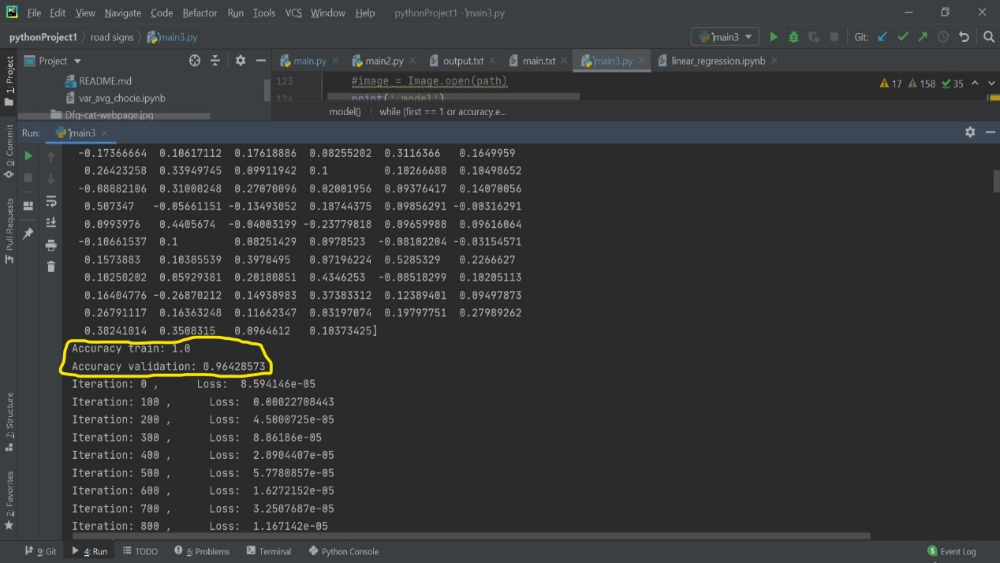 PC File Edit View Navigate Code Refactor Run Tools VCS Window Help pythonProject1 - main3.py
pythonProject1 road signs main3.py main3 Git:
1: Project Project main.py main2.py output.txt main.txt main3.py linear_regression.ipynb
README.md 123 #image = Image.open(path) 17 158 35
var_avg_chocie.ipynb 124 print(' model')
Dfg-cat-webpage.jpg model() while (first == 1 or accuracy.e...
Run: main3
0: Commit
Pull Requests
7: Structure
2: Favorites
-0.17366664 0.10617112 0.17618886 0.08255202 0.3116366 0.1649959
0.26423258 0.33949745 0.09911942 0.1 0.10266688 0.10498652
-0.08882106 0.31000248 0.27070096 0.02001956 0.09376417 0.14070056
0.507347 -0.05661151 -0.13493052 0.18744375 0.09856291 -0.00316291
0.0993976 0.4405674 -0.04003199 -0.23779818 0.09659988 0.09616064
-0.10661537 0.1 0.08251429 0.0978523 -0.08102204 -0.03154571
0.1573883 0.10385539 0.3978495 0.07196224 0.5285329 0.2266627
0.10250202 0.05929381 0.20180851 0.4346253 -0.08518299 0.10205113
0.16404776 -0.26870212 0.14938983 0.37383312 0.12389401 0.09497873
0.26791117 0.16363248 0.11662347 0.03197074 0.19797751 0.27989262
0.38241014 0.3508315 0.0964612 0.10373425]
Accuracy train: 1.0
Accuracy validation: 0.96428573
Iteration: 0 , Loss: 8.594146e-05
Iteration: 100 , Loss: 0.00022708443
Iteration: 200 , Loss: 4.5000725e-05
Iteration: 300 , Loss: 8.86186e-05
Iteration: 400 , Loss: 2.8904407e-05
Iteration: 500 , Loss: 5.7780857e-05
Iteration: 600 , Loss: 1.6272152e-05
Iteration: 700 , Loss: 3.2507687e-05
Iteration: 800 , Loss: 1.167142e-05
9: Git 4: Run TODO 6: Problems Terminal Python Console 5 Event Log